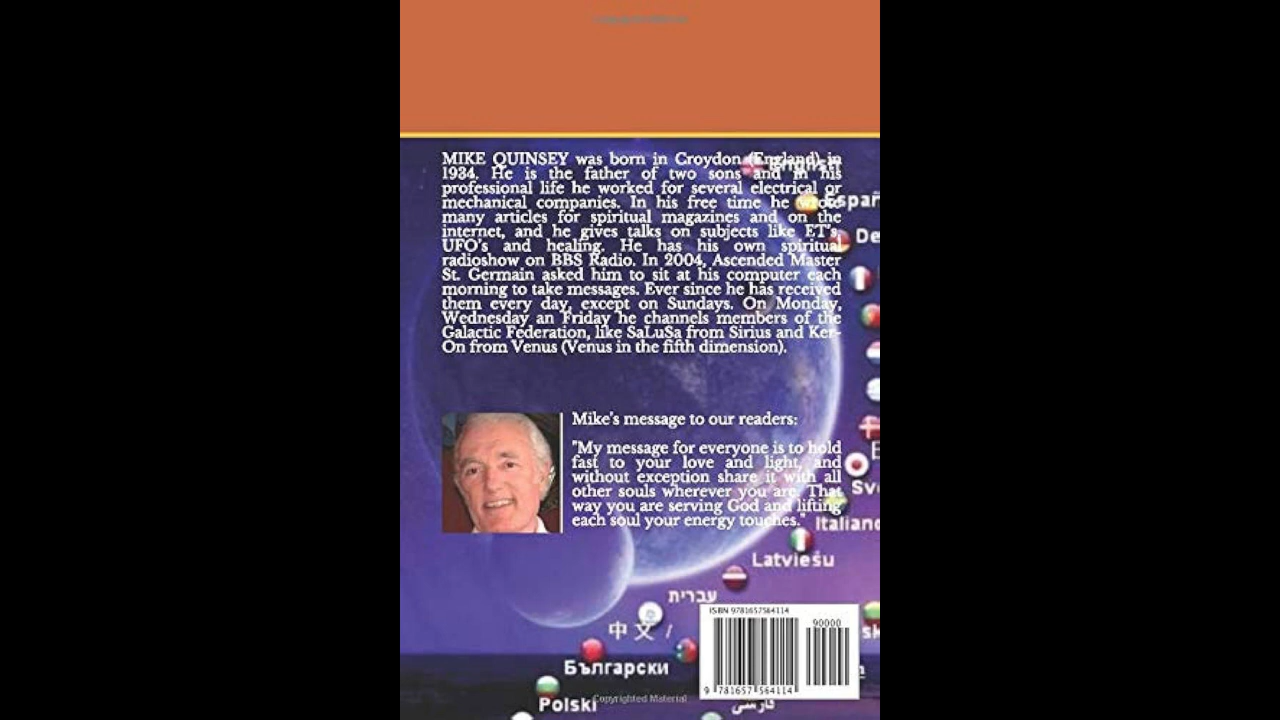 Copyrighted Material
MIKE QUINSEY was born in Croydon (England) in
1934. He is the father of two sons and in his
professional life he worked for several electrical or
mechanical companies. In his free time he wrote
many articles for spiritual magazines and on the
internet, and he gives talks on subjects like ET's,
UFO's and healing. He has his own spiritual
radioshow on BBS Radio. In 2004, Ascended Master
St. Germain asked him to sit at his computer each
morning to take messages. Ever since he has received
them every day, except on Sundays. On Monday,
Wednesday an Friday he channels members of the
Galactic Federation, like SaLuSa from Sirius and Ker-
On from Venus (Venus in the fifth dimension).
English
Españ
De
Mike's message to our readers:
"My message for everyone is to hold
fast to your love and light, and
without exception share it with all
other souls wherever you are. That
way you are serving God and lifting
each soul your energy touches."
Sv
Italiano
Latviešu
עברית
中文 /
Български
Polski
فارسی
ISBN 9781657564114
90000
9 781657 564114
Copyrighted Material